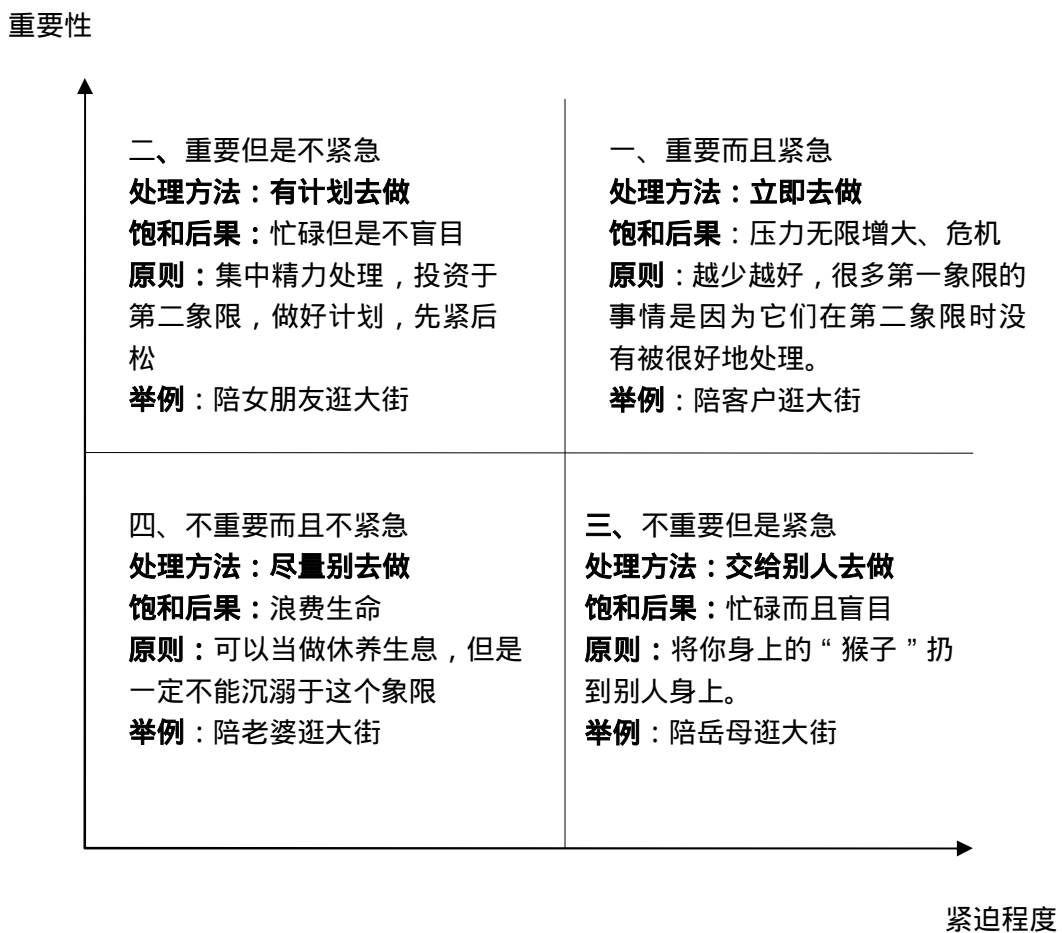 重要性
二、重要但是不紧急
处理方法：有计划去做
饱和后果：忙碌但是不盲目
原则：集中精力处理，投资于
第二象限，做好计划，先紧后
松
举例：陪女朋友逛大街
一、重要而且紧急
处理方法：立即去做
饱和后果：压力无限增大、危机
原则：越少越好，很多第一象限的
事情是因为它们在第二象限时没
有被很好地处理。
举例：陪客户逛大街
四、不重要而且不紧急
处理方法：尽量别去做
饱和后果：浪费生命
原则：可以当做休养生息，但是
一定不能沉溺于这个象限
举例：陪老婆逛大街
三、不重要但是紧急
处理方法：交给别人去做
饱和后果：忙碌而且盲目
原则：将你身上的“猴子”扔
到别人身上。
举例：陪岳母逛大街
紧迫程度